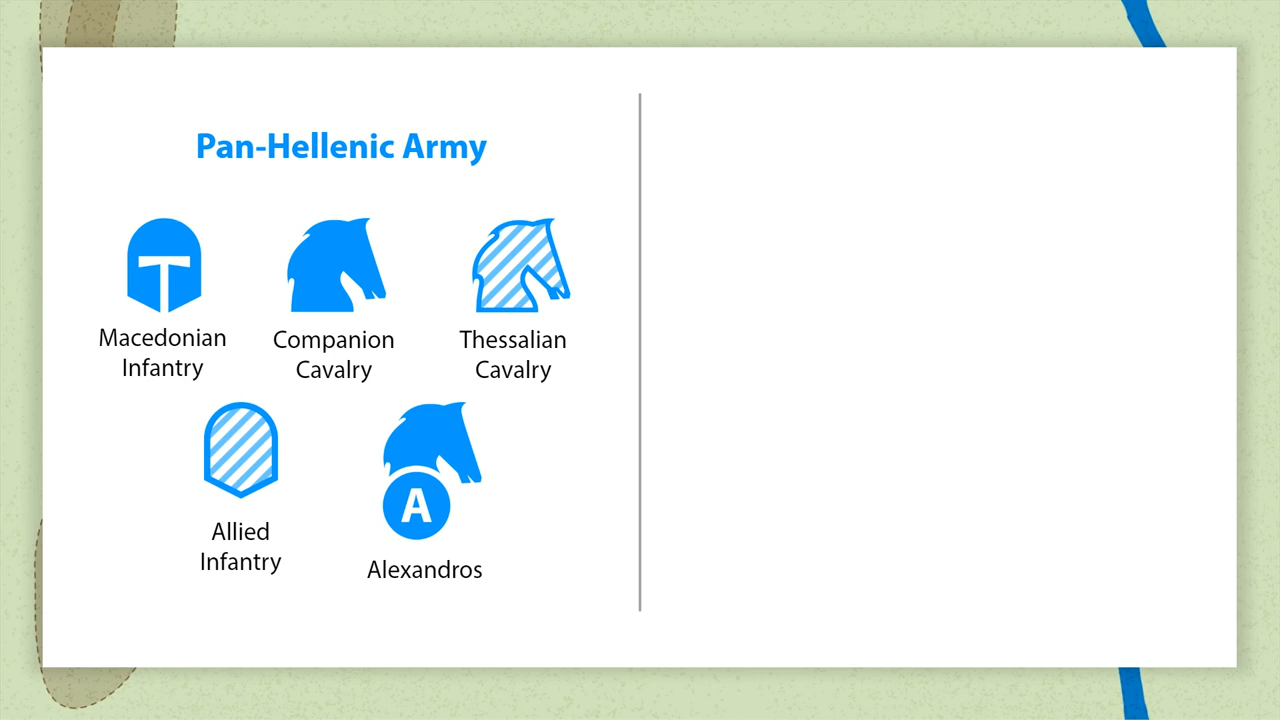 Pan-Hellenic Army
Macedonian
Infantry
Companion
Cavalry
Thessalian
Cavalry
Allied
Infantry
A
Alexandros